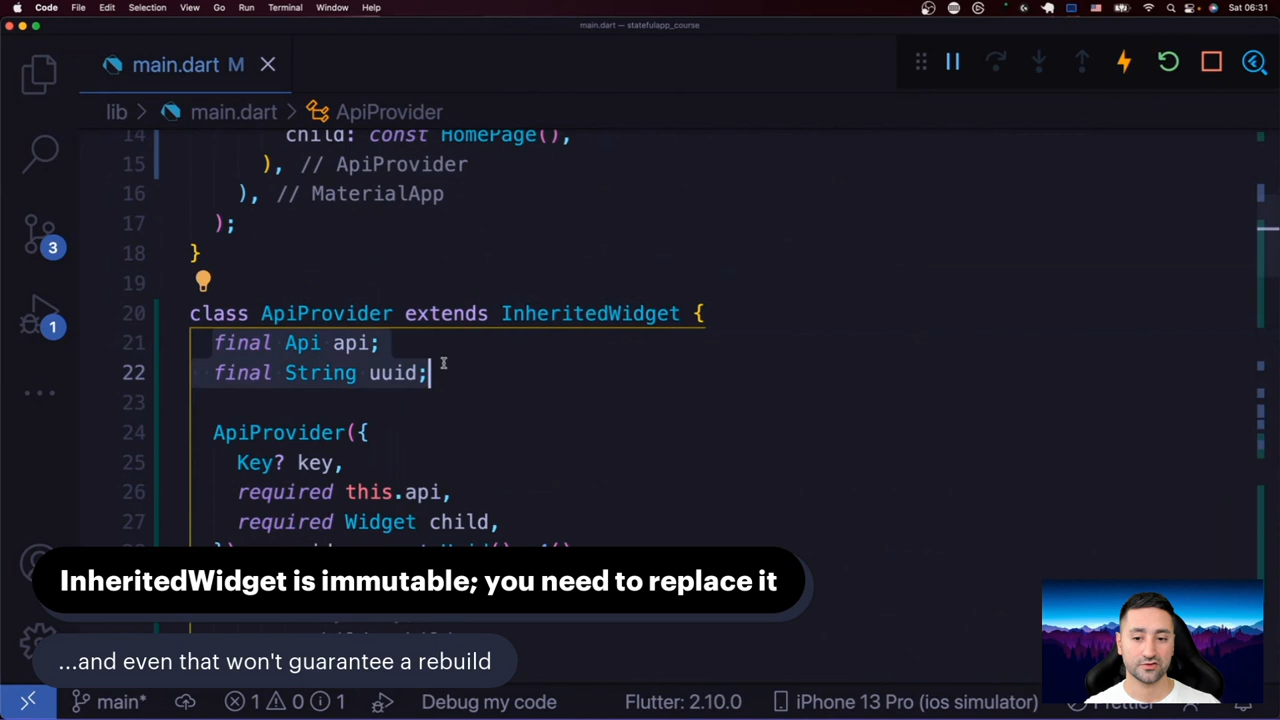 Code File Edit Selection View Go Run Terminal Window Help Sat 06:31
main.dart — statefulapp_course
main.dart M
lib > main.dart > ApiProvider
14 child: const HomePage(),
15 ), // ApiProvider
16 ), // MaterialApp
17 );
18 }
19
20 class ApiProvider extends InheritedWidget {
21 final Api api;
22 final String uuid;
23
24 ApiProvider({
25 Key? key,
26 required this.api,
27 required Widget child,
3
1
InheritedWidget is immutable; you need to replace it
...and even that won't guarantee a rebuild
main* 1 0 1 Debug my code Flutter: 2.10.0 iPhone 13 Pro (ios simulator)